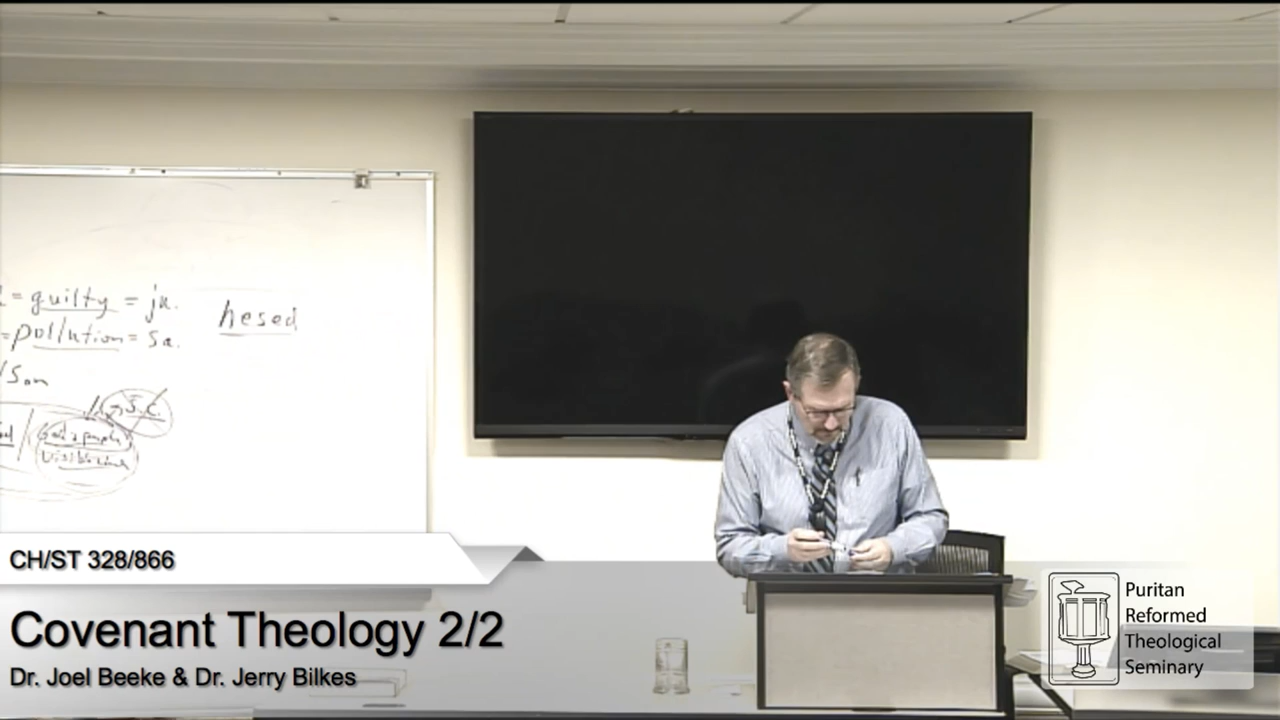 = guilty = ju.
= pollution = sa.
hesed
/Son
CH/ST 328/866
Covenant Theology 2/2
Dr. Joel Beeke & Dr. Jerry Bilkes
Puritan
Reformed
Theological
Seminary